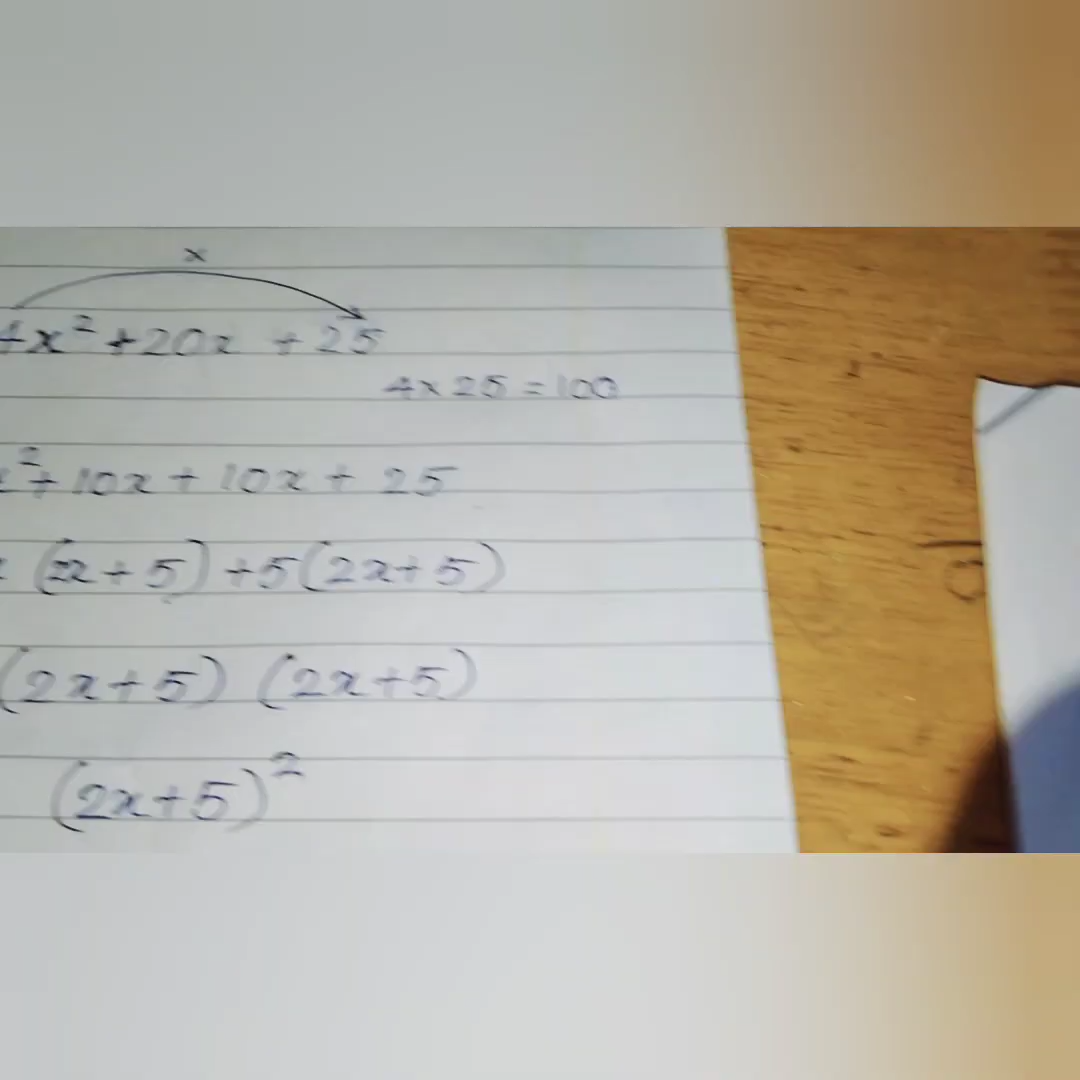 x
4x² + 20x + 25
4 x 25 = 100
x² + 10x + 10x + 25
(2x + 5) + 5(2x + 5)
(2x + 5) (2x + 5)
(2x + 5)²